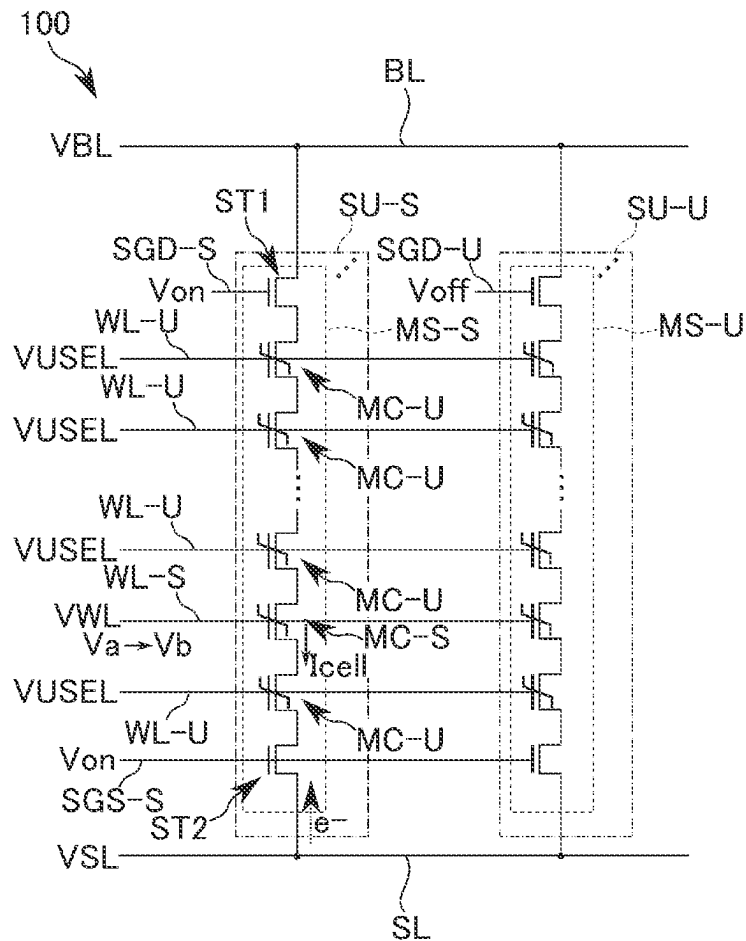 100
BL
VBL
ST1
SU-S
SU-U
SGD-S
SGD-U
Von
Voff
WL-U
MS-S
MS-U
VUSEL
WL-U
MC-U
VUSEL
MC-U
WL-U
VUSEL
WL-S
MC-U
VWL
MC-S
Va→Vb
Icell
VUSEL
WL-U
MC-U
Von
SGS-S
ST2
e−
VSL
SL